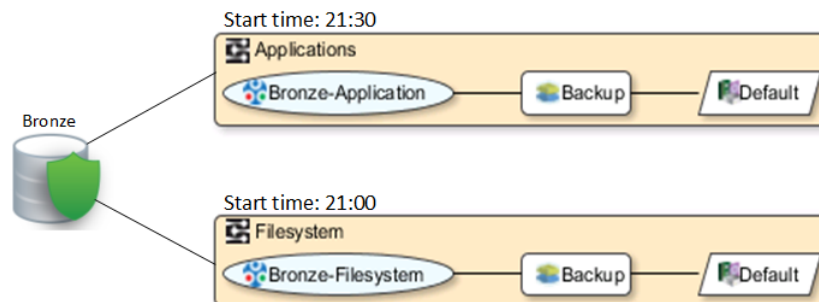 Start time: 21:30
Applications
Bronze-Application Backup Default
Bronze
Start time: 21:00
Filesystem
Bronze-Filesystem Backup Default